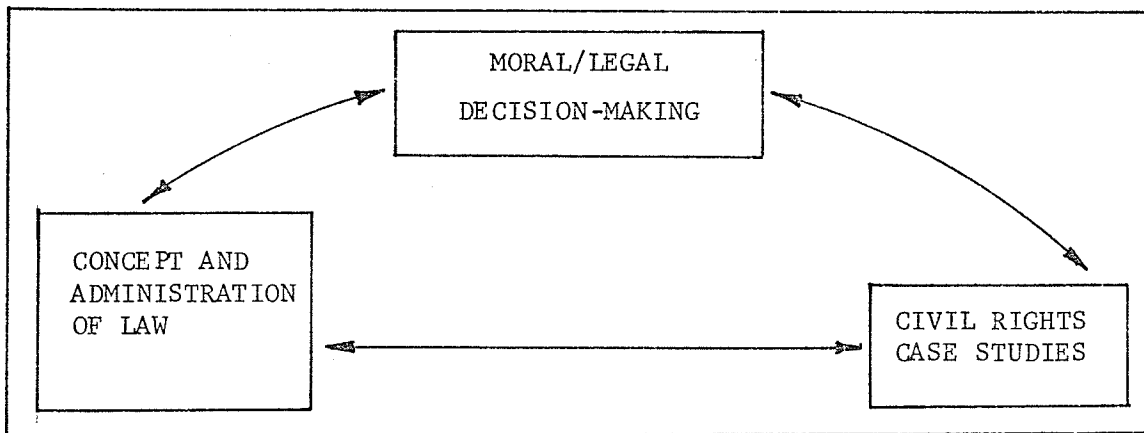 MORAL/LEGAL
DECISION-MAKING
CONCEPT AND
ADMINISTRATION
OF LAW
CIVIL RIGHTS
CASE STUDIES